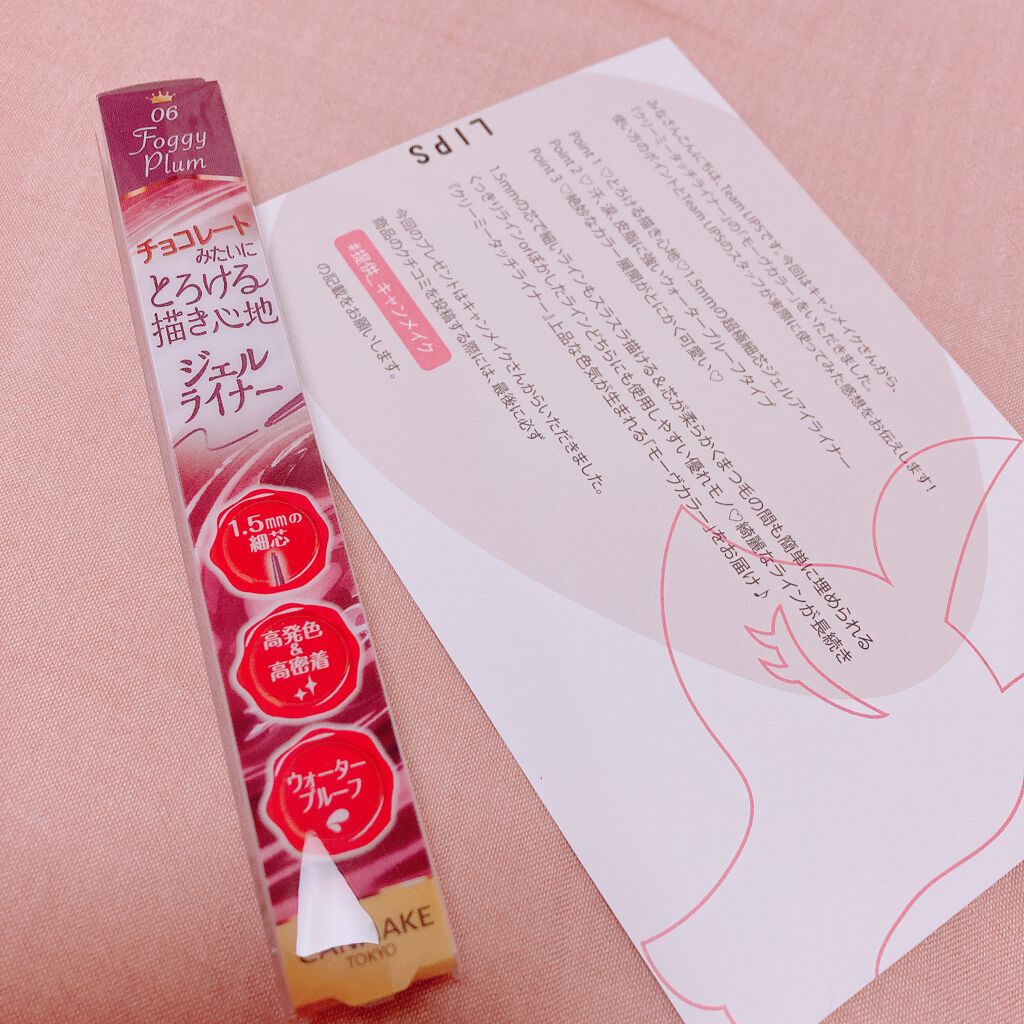 06
Foggy
Plum
チョコレート
みたいに
とろける
描き心地
ジェル
ライナー
1.5mmの
細芯
高発色
&
高密着
ウォーター
プルーフ
TOKYO
LIPS
みなさんこんにちは、Team LIPSです。今回はキャンメイクさんから、
『クリーミータッチライナー』の「モーヴカラー」をいただきました。
使い方のポイントとTeam LIPSのスタッフが実際に使ってみた感想をお伝えします！
Point 1 ♡とろける描き心地♡1.5mmの超極細芯ジェルアイライナー
Point 2 ♡汗、涙、皮脂に強いウォータープルーフタイプ
Point 3 ♡絶妙なカラー展開がとにかく可愛い♡
1.5mmの芯で細いラインもスラスラ描ける＆芯が柔らかくまつ毛の間も簡単に埋められる
くっきりラインorぼかしたラインどちらにも使用しやすい優れモノ♡綺麗なラインが長続き
『クリーミータッチライナー』上品な色気が生まれる「モーヴカラー」をお届け♪
今回のプレゼントはキャンメイクさんからいただきました。
商品のクチコミを投稿する際には、最後に必ず
#提供_キャンメイク
の記載をお願いします。